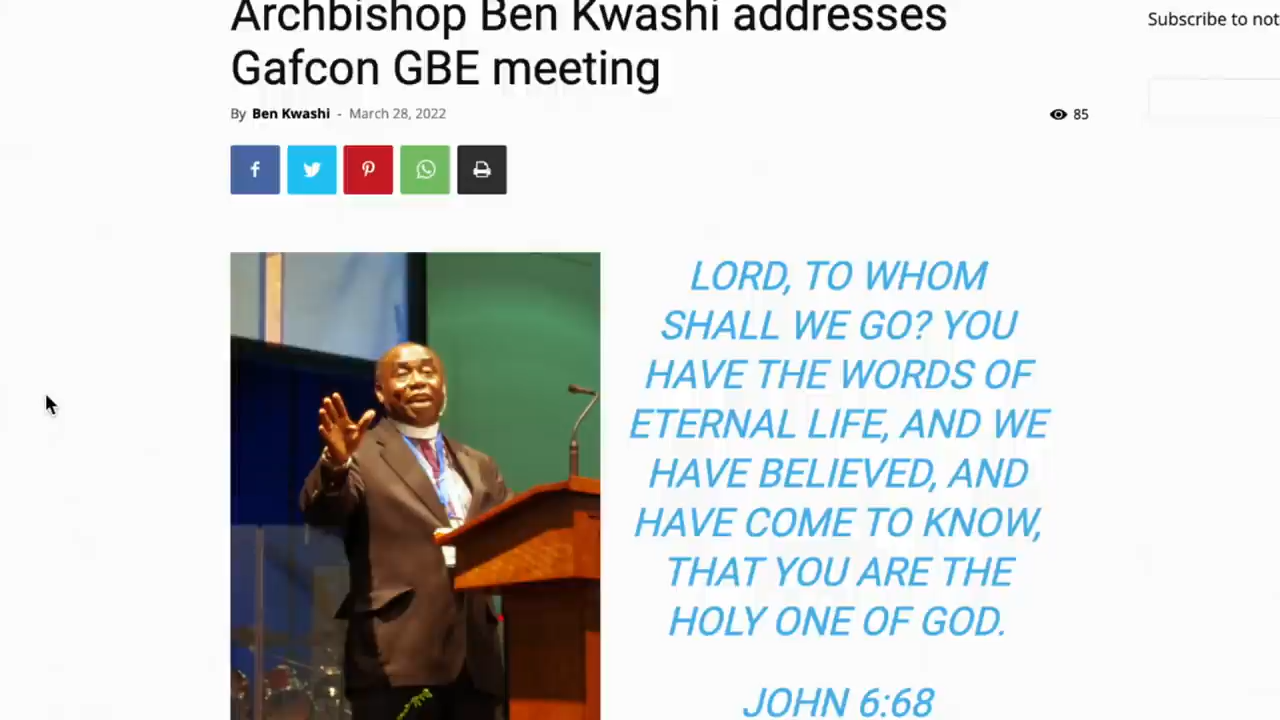 Archbishop Ben Kwashi addresses
Gafcon GBE meeting
By Ben Kwashi - March 28, 2022
85
Subscribe to not
LORD, TO WHOM
SHALL WE GO? YOU
HAVE THE WORDS OF
ETERNAL LIFE, AND WE
HAVE BELIEVED, AND
HAVE COME TO KNOW,
THAT YOU ARE THE
HOLY ONE OF GOD.
JOHN 6:68